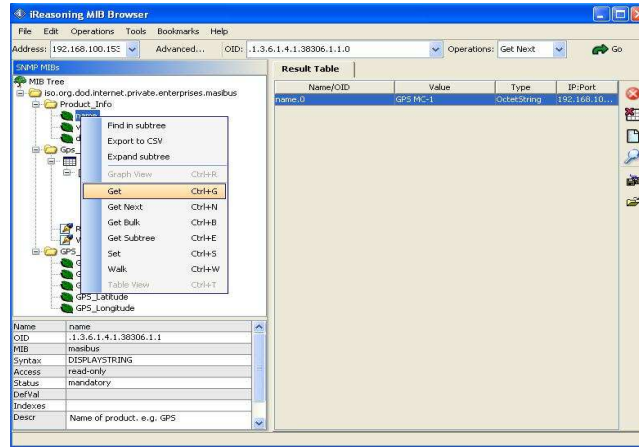 iReasoning MIB Browser
File Edit Operations Tools Bookmarks Help
Address: 192.168.100.153 Advanced... OID: .1.3.6.1.4.1.38306.1.1.0 Operations: Get Next Go
SNMP MIBs
MIB Tree
iso.org.dod.internet.private.enterprises.masibus
Product_Info
name
Find in subtree
Export to CSV
Expand subtree
Graph View Ctrl+R
Get Ctrl+G
Get Next Ctrl+N
Get Bulk Ctrl+B
Get Subtree Ctrl+E
Set Ctrl+S
Walk Ctrl+W
Table View Ctrl+T
GPS_Latitude
GPS_Longitude
Result Table
Name/OID Value Type IP:Port
name.0 GPS MC-1 OctetString 192.168.10...
Name name
OID .1.3.6.1.4.1.38306.1.1
MIB masibus
Syntax DISPLAYSTRING
Access read-only
Status mandatory
DefVal
Indexes
Descr Name of product. e.g. GPS